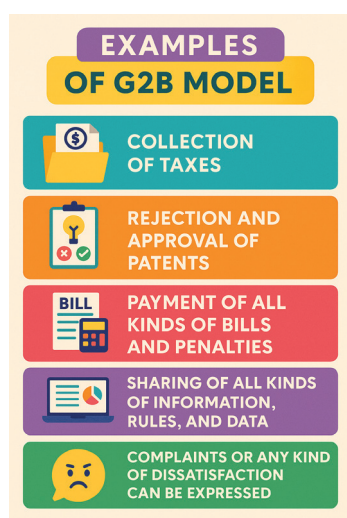 EXAMPLES
OF G2B MODEL
$
COLLECTION
OF TAXES
REJECTION AND
APPROVAL OF
PATENTS
BILL
PAYMENT OF ALL
KINDS OF BILLS
AND PENALTIES
SHARING OF ALL KINDS
OF INFORMATION,
RULES, AND DATA
COMPLAINTS OR ANY KIND
OF DISSATISFACTION
CAN BE EXPRESSED